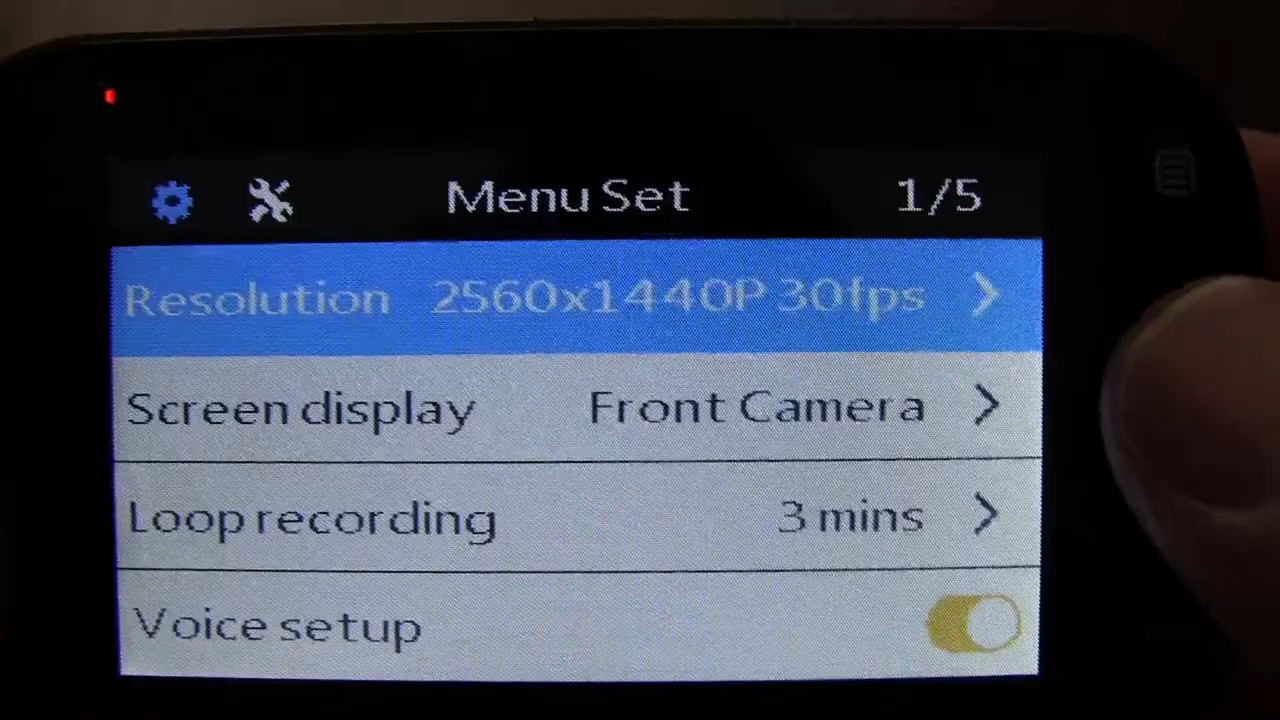 Menu Set 1/5
Resolution 2560x1440P 30fps
Screen display Front Camera
Loop recording 3 mins
Voice setup